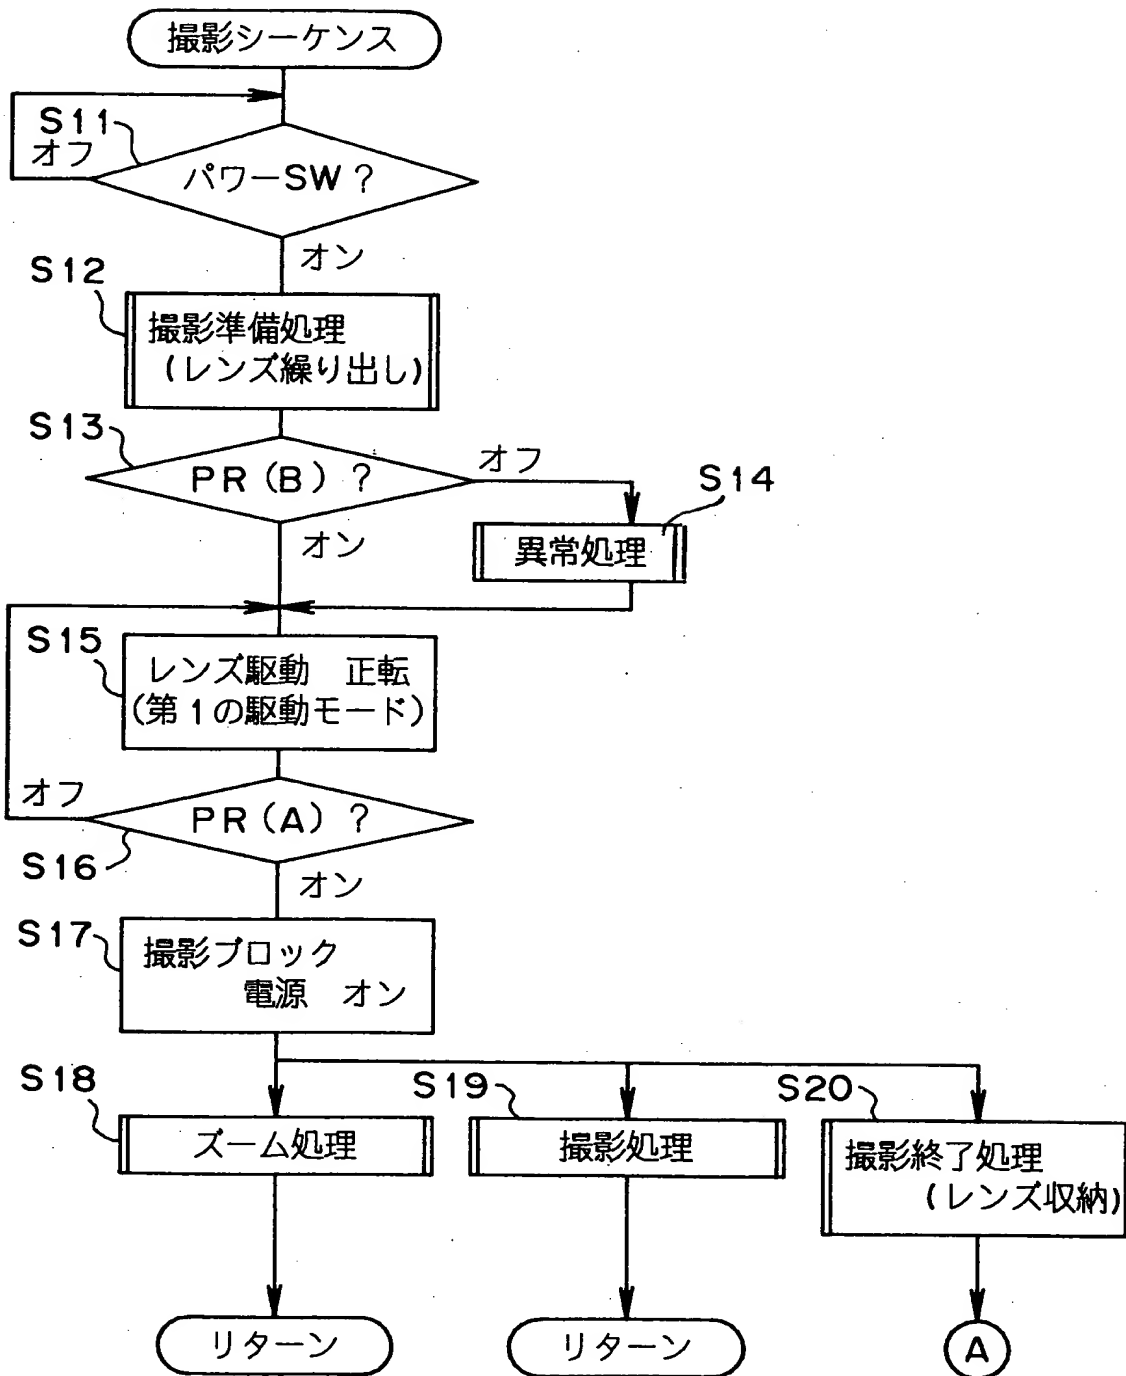 撮影シーケンス
S11
オフ
パワーSW?
オン
S12
撮影準備処理
(レンズ繰り出し)
S13
PR(B)?
オフ
S14
オン
異常処理
S15
レンズ駆動 正転
(第1の駆動モード)
オフ
PR(A)?
S16
オン
S17
撮影ブロック
電源 オン
S18
S19
S20
ズーム処理
撮影処理
撮影終了処理
(レンズ収納)
リターン
リターン
A